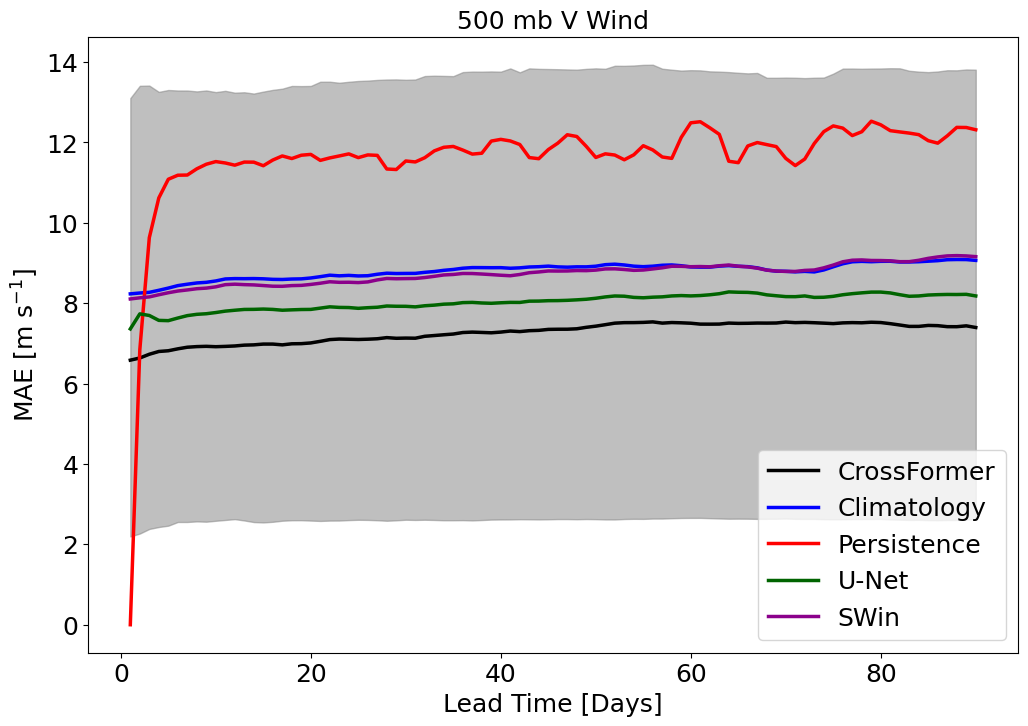 500 mb V Wind
MAE [m s⁻¹]
14
12
10
8
6
4
2
0
CrossFormer
Climatology
Persistence
U-Net
SWin
0 20 40 60 80
Lead Time [Days]